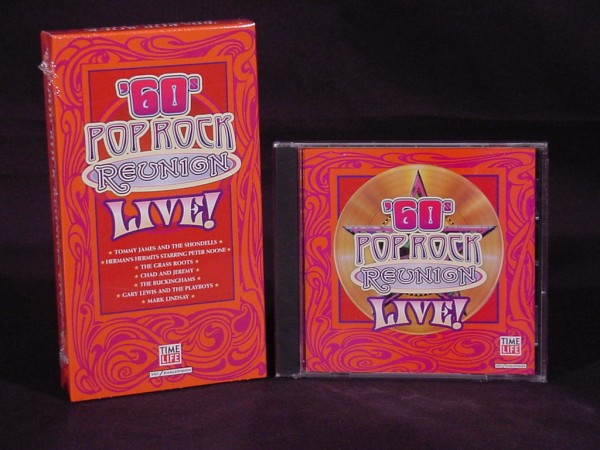 '60s
POP ROCK
REUNION
LIVE!
* TOMMY JAMES AND THE SHONDELLS *
* HERMAN'S HERMITS STARRING PETER NOONE *
* THE GRASS ROOTS *
* CHAD AND JEREMY *
* THE BUCKINGHAMS *
* GARY LEWIS AND THE PLAYBOYS *
* MARK LINDSAY *
TIME
LIFE
'60s
POP ROCK
REUNION
LIVE!
TIME
LIFE